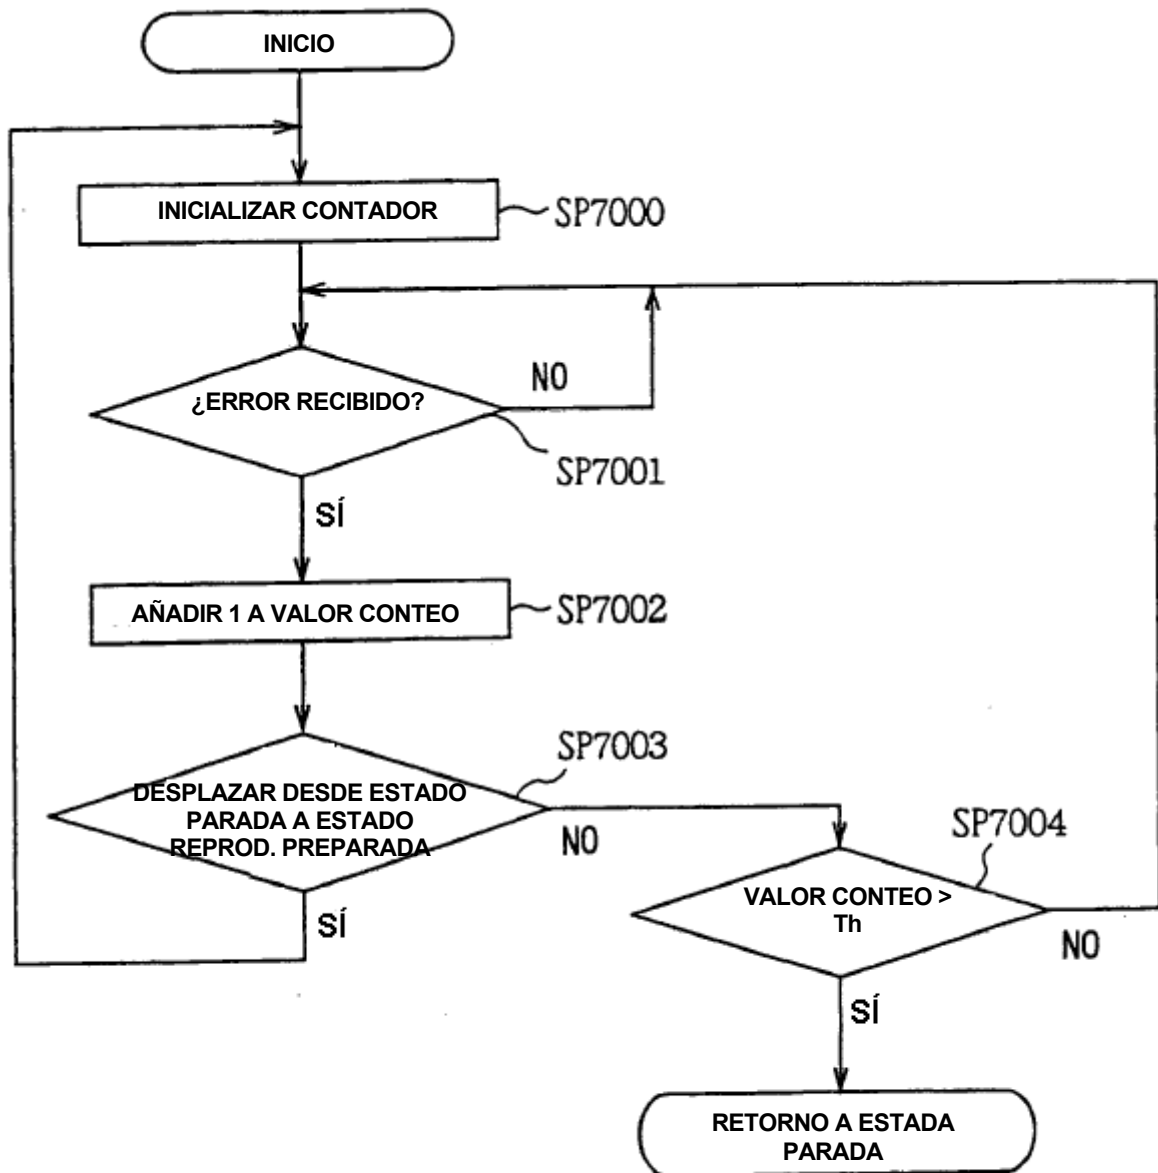 INICIO
INICIALIZAR CONTADOR
SP7000
¿ERROR RECIBIDO?
NO
SP7001
SÍ
AÑADIR 1 A VALOR CONTEO
SP7002
SP7003
DESPLAZAR DESDE ESTADO
PARADA A ESTADO
REPROD. PREPARADA
NO
SÍ
SP7004
VALOR CONTEO >
Th
NO
SÍ
RETORNO A ESTADA
PARADA